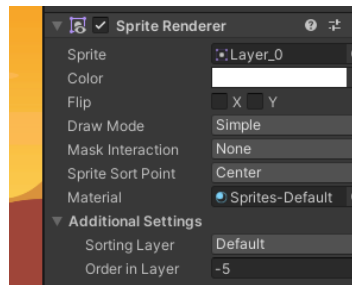 Sprite Renderer
Sprite Layer_0
Color
Flip X Y
Draw Mode Simple
Mask Interaction None
Sprite Sort Point Center
Material Sprites-Default
Additional Settings
Sorting Layer Default
Order in Layer -5